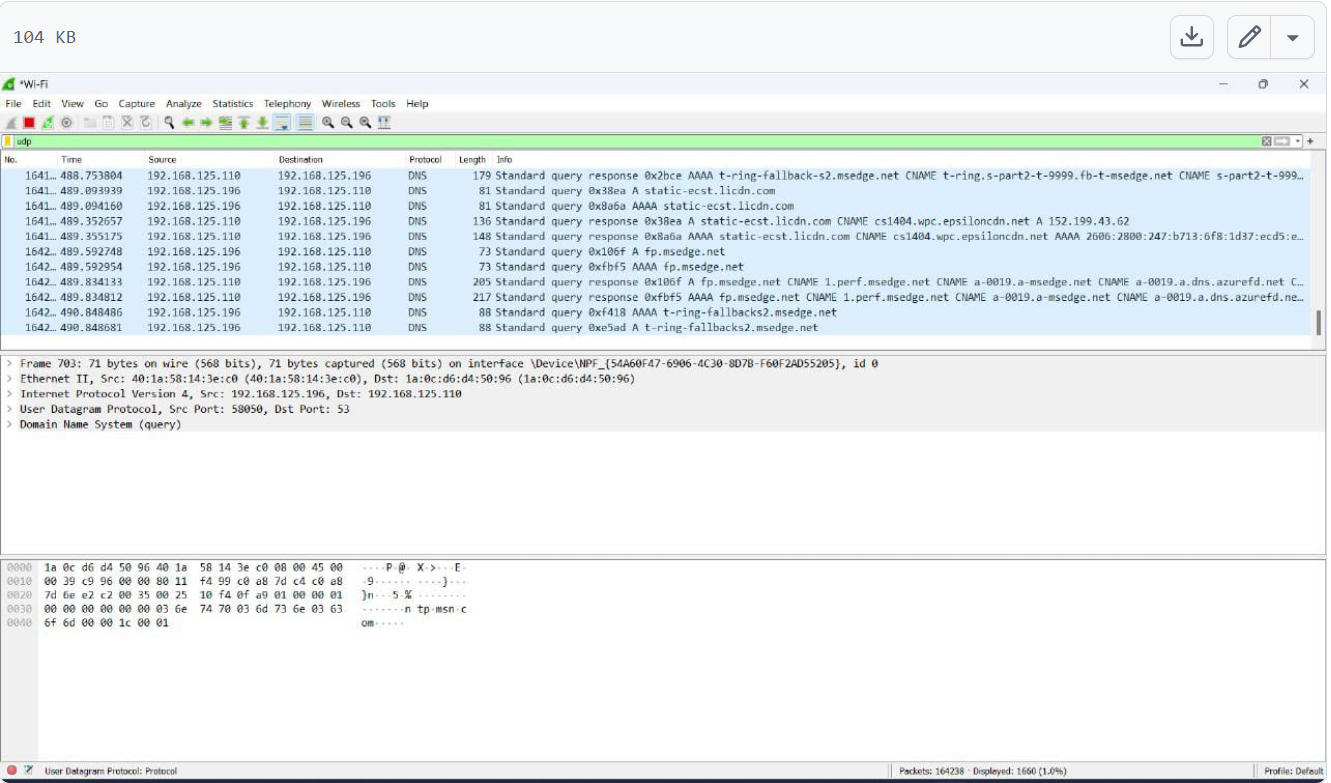 104 KB
*Wi-Fi
File Edit View Go Capture Analyze Statistics Telephony Wireless Tools Help
udp
No. Time Source Destination Protocol Length Info
1641… 488.753804 192.168.125.110 192.168.125.196 DNS 179 Standard query response 0x2bce AAAA t-ring-fallback-s2.msedge.net CNAME t-ring.s-part2-t-9999.fb-t-msedge.net CNAME s-part2-t-999…
1641… 489.093939 192.168.125.196 192.168.125.110 DNS 81 Standard query 0x38ea A static-ecst.licdn.com
1641… 489.094160 192.168.125.196 192.168.125.110 DNS 81 Standard query 0x8a6a AAAA static-ecst.licdn.com
1641… 489.352657 192.168.125.110 192.168.125.196 DNS 136 Standard query response 0x38ea A static-ecst.licdn.com CNAME cs1404.wpc.epsiloncdn.net A 152.199.43.62
1641… 489.355175 192.168.125.110 192.168.125.196 DNS 148 Standard query response 0x8a6a AAAA static-ecst.licdn.com CNAME cs1404.wpc.epsiloncdn.net AAAA 2606:2800:247:b713:6f8:1d37:ecd5:e…
1642… 489.592748 192.168.125.196 192.168.125.110 DNS 73 Standard query 0x106f A fp.msedge.net
1642… 489.592954 192.168.125.196 192.168.125.110 DNS 73 Standard query 0xfbf5 AAAA fp.msedge.net
1642… 489.834133 192.168.125.110 192.168.125.196 DNS 205 Standard query response 0x106f A fp.msedge.net CNAME 1.perf.msedge.net CNAME a-0019.a-msedge.net CNAME a-0019.a.dns.azurefd.net C…
1642… 489.834812 192.168.125.110 192.168.125.196 DNS 217 Standard query response 0xfbf5 AAAA fp.msedge.net CNAME 1.perf.msedge.net CNAME a-0019.a-msedge.net CNAME a-0019.a.dns.azurefd.ne…
1642… 490.848486 192.168.125.196 192.168.125.110 DNS 88 Standard query 0xf418 AAAA t-ring-fallbacks2.msedge.net
1642… 490.848681 192.168.125.196 192.168.125.110 DNS 88 Standard query 0xe5ad A t-ring-fallbacks2.msedge.net
> Frame 703: 71 bytes on wire (568 bits), 71 bytes captured (568 bits) on interface \Device\NPF_{54A60F47-6906-4C30-8D7B-F60F2AD55205}, id 0
> Ethernet II, Src: 40:1a:58:14:3e:c0 (40:1a:58:14:3e:c0), Dst: 1a:0c:d6:d4:50:96 (1a:0c:d6:d4:50:96)
> Internet Protocol Version 4, Src: 192.168.125.196, Dst: 192.168.125.110
> User Datagram Protocol, Src Port: 58050, Dst Port: 53
> Domain Name System (query)
0000 1a 0c d6 d4 50 96 40 1a 58 14 3e c0 08 00 45 00 ····P·@· X·>···E·
0010 00 39 c9 96 00 00 80 11 f4 99 c0 a8 7d c4 c0 a8 ·9······ ····}···
0020 7d 6e e2 c2 00 35 00 25 10 f4 0f a9 01 00 00 01 }n···5·% ········
0030 00 00 00 00 00 00 03 6e 74 70 03 6d 73 6e 03 63 ·······n tp·msn·c
0040 6f 6d 00 00 1c 00 01 om·····
User Datagram Protocol: Protocol Packets: 164238 · Displayed: 1660 (1.0%) Profile: Default